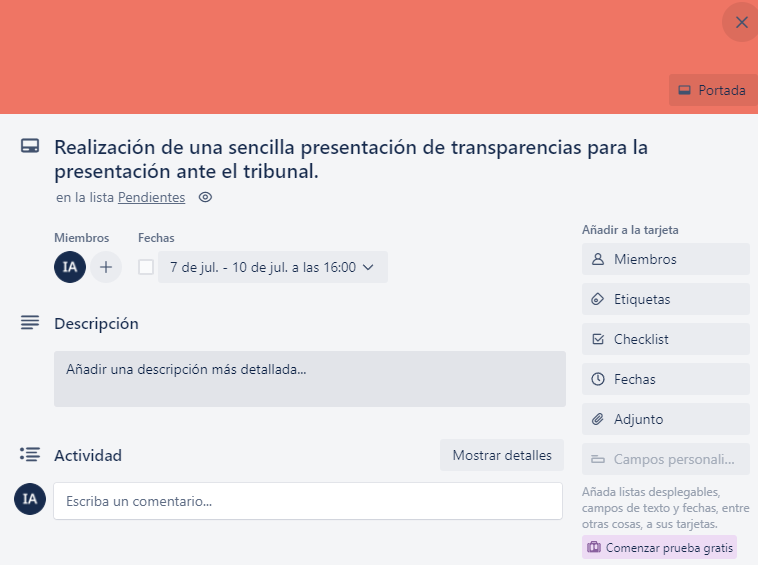 Portada
Realización de una sencilla presentación de transparencias para la
presentación ante el tribunal.
en la lista Pendientes
Miembros Fechas
IA 7 de jul. - 10 de jul. a las 16:00
Descripción
Añadir una descripción más detallada...
Actividad Mostrar detalles
IA Escriba un comentario...
Añadir a la tarjeta
Miembros
Etiquetas
Checklist
Fechas
Adjunto
Campos personali...
Añada listas desplegables,
campos de texto y fechas, entre
otras cosas, a sus tarjetas.
Comenzar prueba gratis